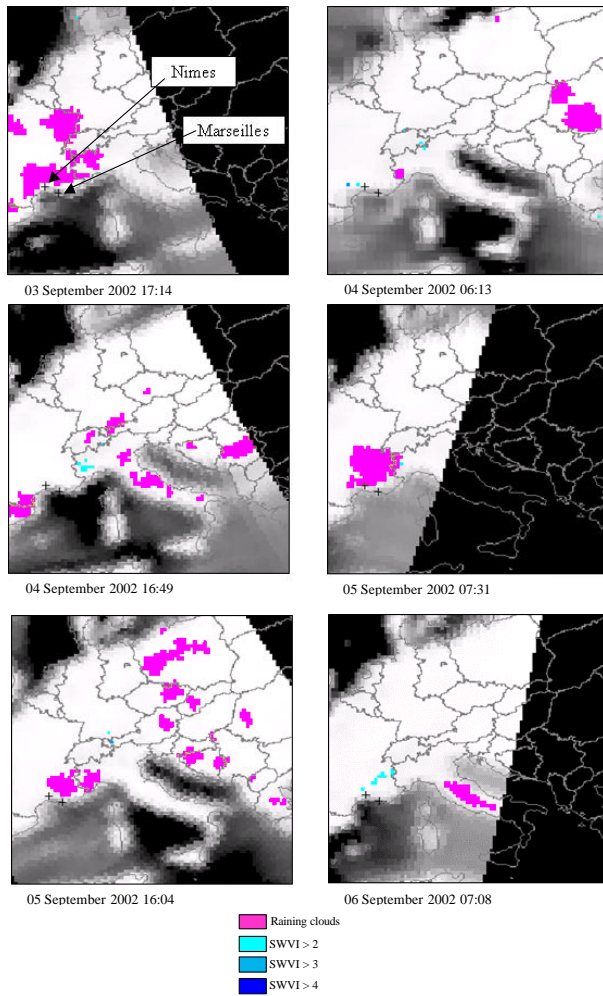 Nimes
Marseilles
03 September 2002 17:14
04 September 2002 06:13
04 September 2002 16:49
05 September 2002 07:31
05 September 2002 16:04
06 September 2002 07:08
Raining clouds
SWVI > 2
SWVI > 3
SWVI > 4